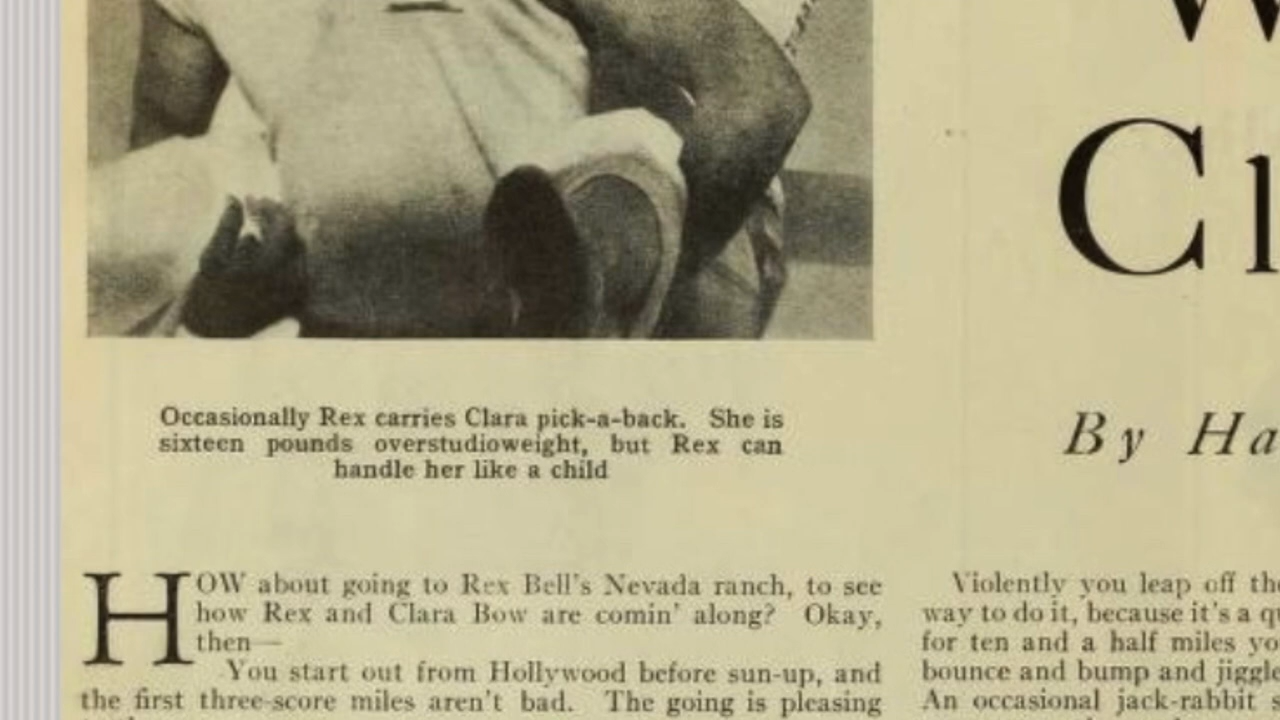 W
Cl
By Ha
Occasionally Rex carries Clara pick-a-back. She is
sixteen pounds overstudioweight, but Rex can
handle her like a child
HOW about going to Rex Bell's Nevada ranch, to see
how Rex and Clara Bow are comin' along? Okay,
then—
You start out from Hollywood before sun-up, and
the first three-score miles aren't bad. The going is pleasing
Violently you leap off the
way to do it, because it's a qu
for ten and a half miles yo
bounce and bump and jiggle
An occasional jack-rabbit s